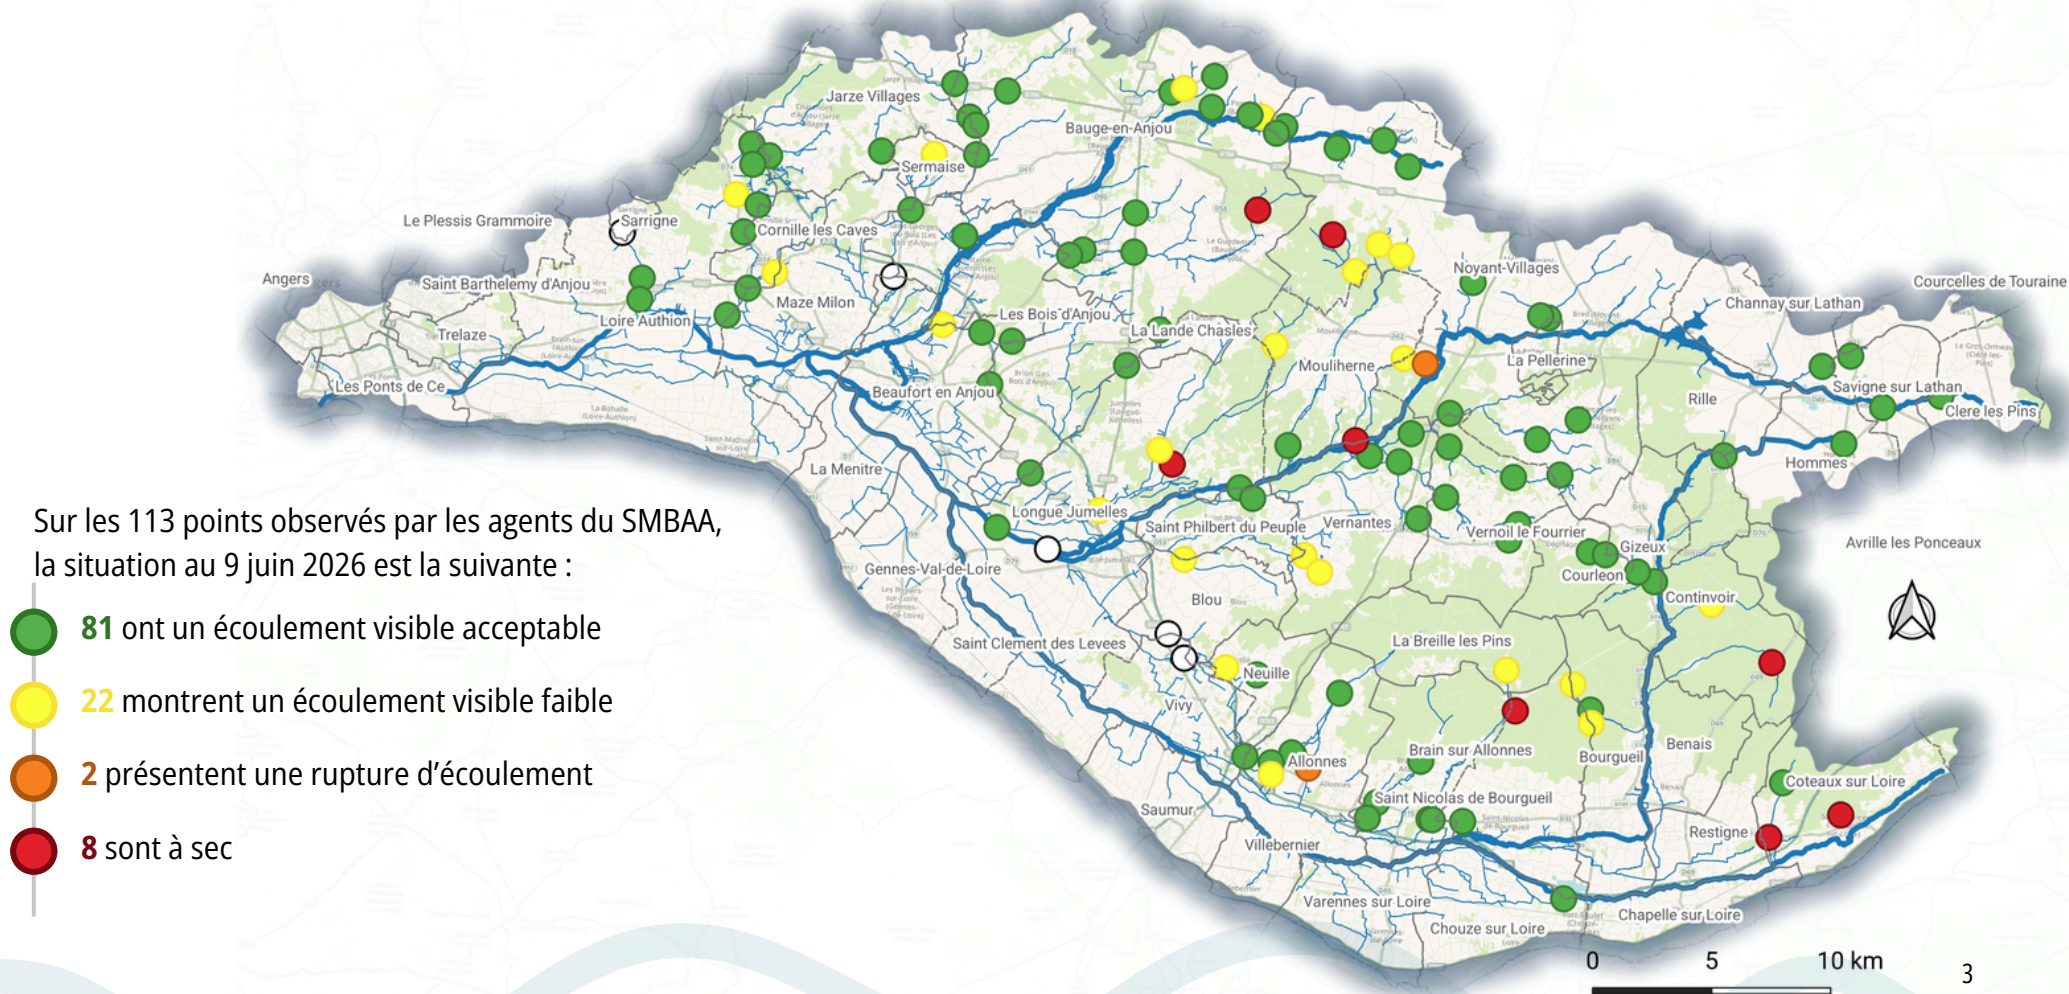 Jarze Villages
Bauge-en-Anjou
Sermaise
Le Plessis Grammoire
Sarrigne
Cornille les Caves
Angers
Saint Barthelemy d'Anjou
Noyant-Villages
Courcelles de Touraine
Maze Milon
Channay sur Lathan
Loire Authion
Les Bois d'Anjou
La Lande Chasles
Trelaze
Mouliherne
La Pellerine
Les Ponts de Ce
Beaufort en Anjou
Rille
Savigne sur Lathan
Clere les Pins
La Menitre
Hommes
Longue Jumelles
Saint Philbert du Peuple
Vernantes
Vernoil le Fourrier
Gizeux
Avrille les Ponceaux
Gennes-Val-de-Loire
Courleon
Continvoir
Blou
Saint Clement des Levees
La Breille les Pins
Neuille
Vivy
Brain sur Allonnes
Benais
Bourgueil
Allonnes
Coteaux sur Loire
Saint Nicolas de Bourgueil
Saumur
Restigne
Villebernier
Varennes sur Loire
Chapelle sur Loire
Chouze sur Loire
Sur les 113 points observés par les agents du SMBAA,
la situation au 9 juin 2026 est la suivante :
81 ont un écoulement visible acceptable
22 montrent un écoulement visible faible
2 présentent une rupture d'écoulement
8 sont à sec
0 5 10 km
3